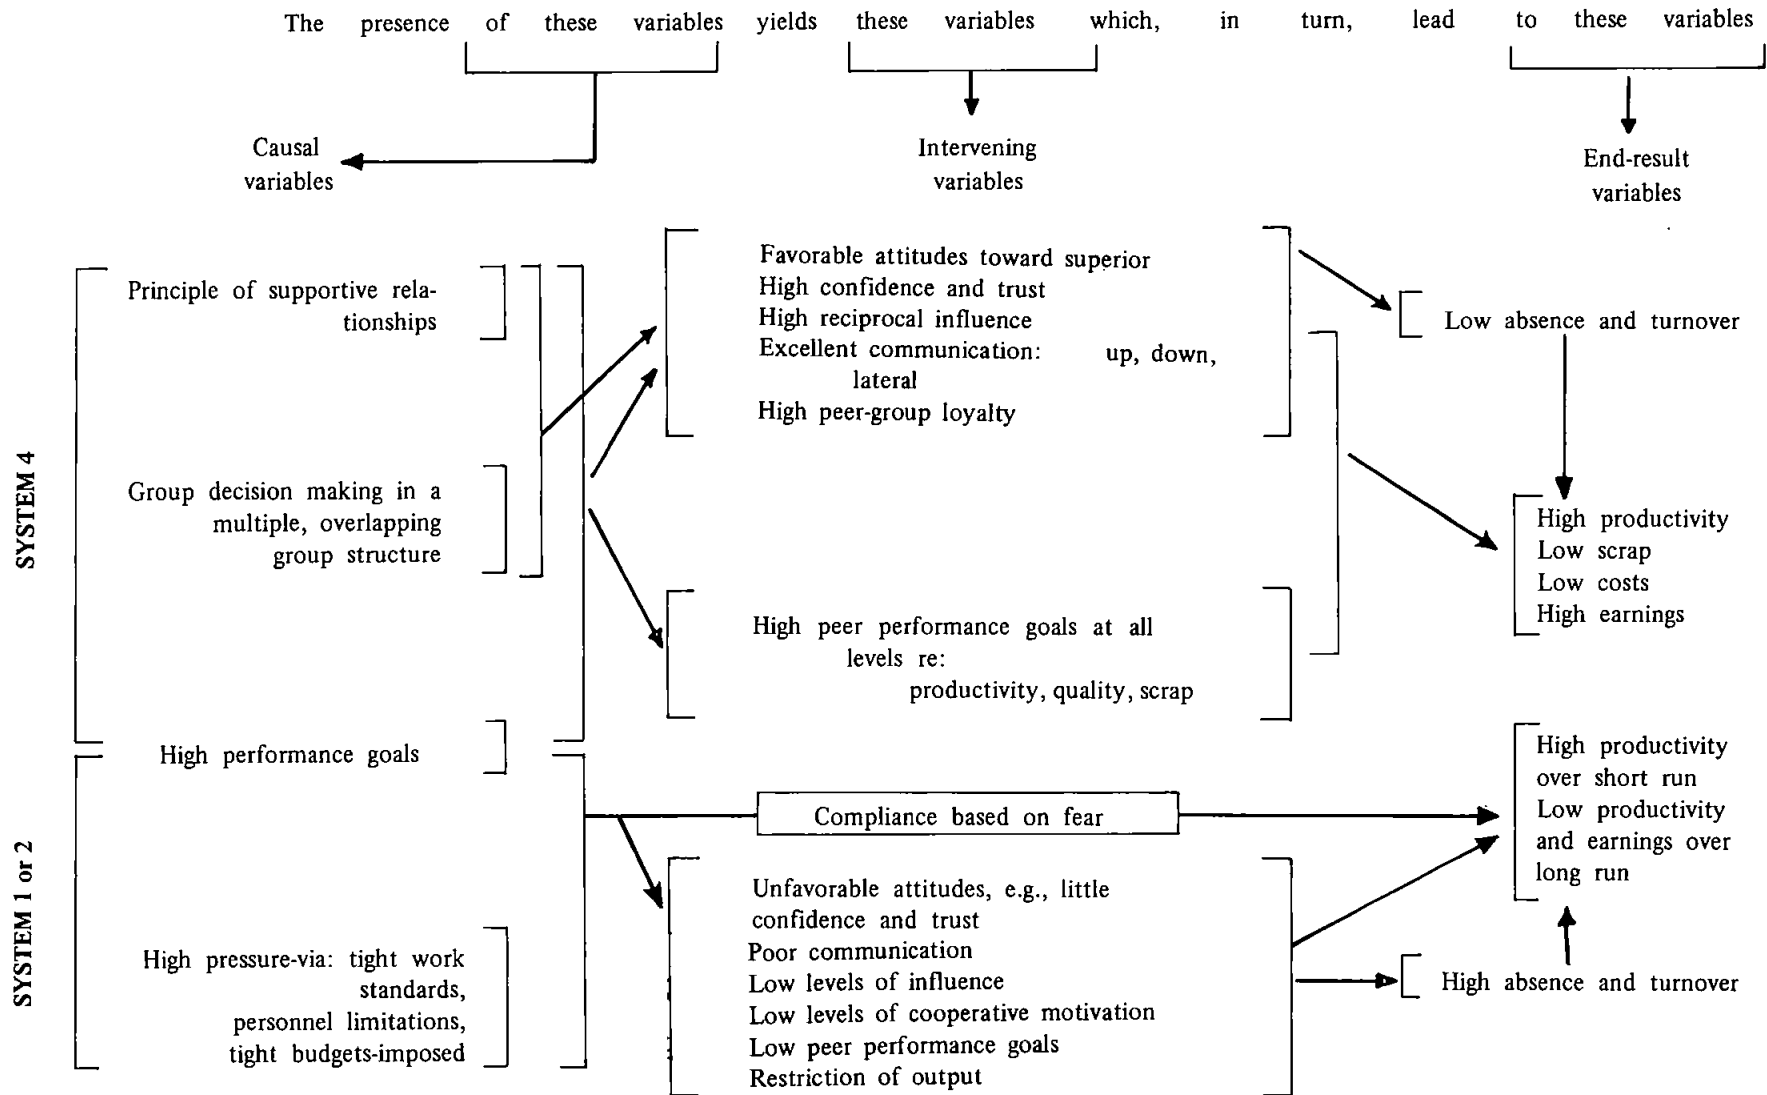 The presence of these variables yields these variables which, in turn, lead to these variables
Causal
variables
Intervening
variables
End-result
variables
SYSTEM 4
Principle of supportive rela-
tionships
Group decision making in a
multiple, overlapping
group structure
High performance goals
Favorable attitudes toward superior
High confidence and trust
High reciprocal influence
Excellent communication: up, down,
lateral
High peer-group loyalty
High peer performance goals at all
levels re:
productivity, quality, scrap
Low absence and turnover
High productivity
Low scrap
Low costs
High earnings
SYSTEM 1 or 2
High pressure-via: tight work
standards,
personnel limitations,
tight budgets-imposed
Compliance based on fear
Unfavorable attitudes, e.g., little
confidence and trust
Poor communication
Low levels of influence
Low levels of cooperative motivation
Low peer performance goals
Restriction of output
High productivity
over short run
Low productivity
and earnings over
long run
High absence and turnover